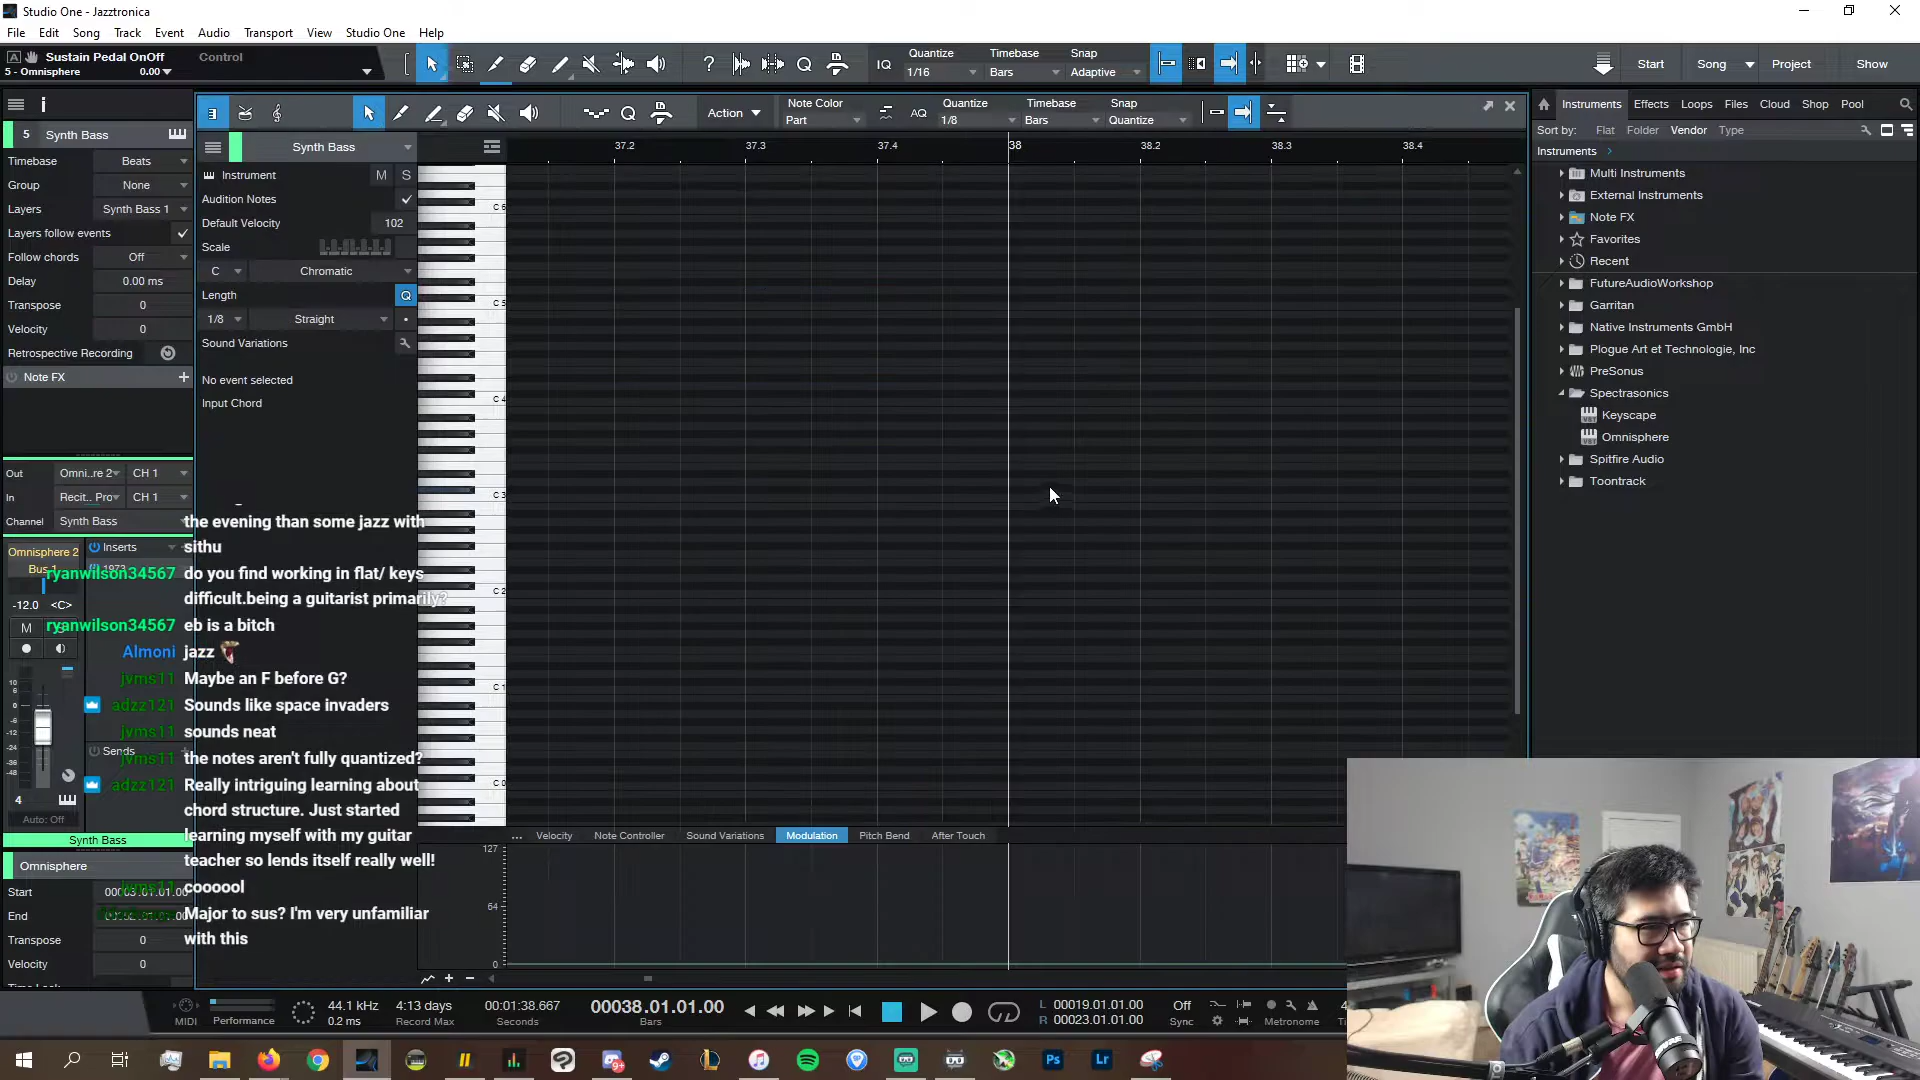 Studio One - Jazztronica
File Edit Song Track Event Audio Transport View Studio One Help
Sustain Pedal OnOff Control
5 - Omnisphere 0.00
IQ Quantize 1/16 Timebase Bars Snap Adaptive
Start Song Project Show
5 Synth Bass
Timebase Beats
Group None
Layers Synth Bass 1
Layers follow events
Follow chords Off
Delay 0.00 ms
Transpose 0
Velocity 0
Retrospective Recording
Note FX
Out Omni..re 2 CH 1
In Recit.. Pro CH 1
Channel Synth Bass
Omnisphere 2
Bus 1
Inserts
-12.0 <C>
M
Sends
4
Auto: Off
Synth Bass
Omnisphere
Start
End
Transpose 0
Velocity 0
Action Note Color Part AQ Quantize 1/8 Timebase Bars Snap Quantize
Synth Bass
Instrument M S
Audition Notes
Default Velocity 102
Scale
C Chromatic
Length Q
1/8 Straight
Sound Variations
No event selected
Input Chord
37.2 37.3 37.4 38 38.2 38.3 38.4
C 6
C 5
C 4
C 3
C 2
C 1
C 0
the evening than some jazz with
sithu
ryanwilson34567 do you find working in flat/ keys
difficult.being a guitarist primarily?
ryanwilson34567 eb is a bitch
Almoni jazz
jvms11 Maybe an F before G?
adzz121 Sounds like space invaders
jvms11 sounds neat
jvms11 the notes aren't fully quantized?
adzz121 Really intriguing learning about
chord structure. Just started
learning myself with my guitar
teacher so lends itself really well!
jvms11 coooool
Major to sus? I'm very unfamiliar
with this
... Velocity Note Controller Sound Variations Modulation Pitch Bend After Touch
127
64
0
Instruments Effects Loops Files Cloud Shop Pool
Sort by: Flat Folder Vendor Type
Instruments
Multi Instruments
External Instruments
Note FX
Favorites
Recent
FutureAudioWorkshop
Garritan
Native Instruments GmbH
Plogue Art et Technologie, Inc
PreSonus
Spectrasonics
Keyscape
Omnisphere
Spitfire Audio
Toontrack
MIDI Performance 44.1 kHz 0.2 ms 4:13 days Record Max 00:01:38.667 Seconds 00038.01.01.00 Bars
L 00019.01.01.00
R 00023.01.01.00
Off Sync Metronome
Ps Lr